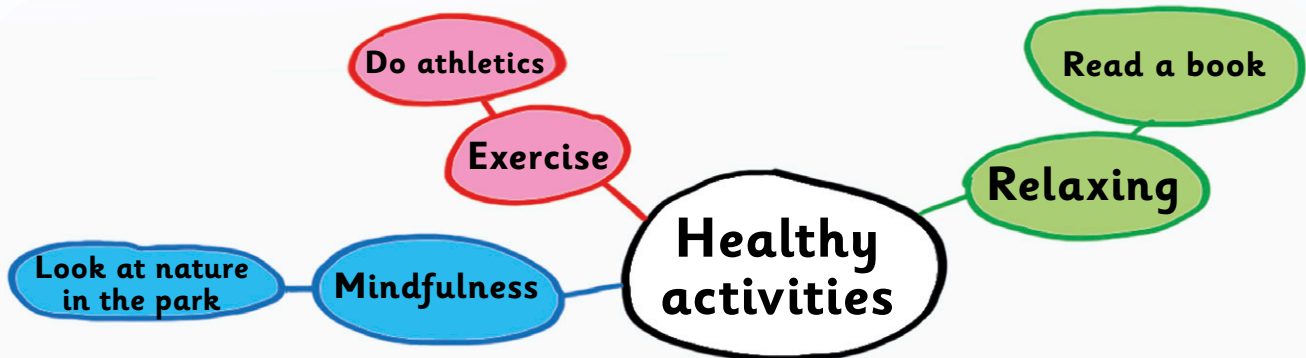 Do athletics
Read a book
Exercise
Relaxing
Healthy
activities
Look at nature
in the park
Mindfulness